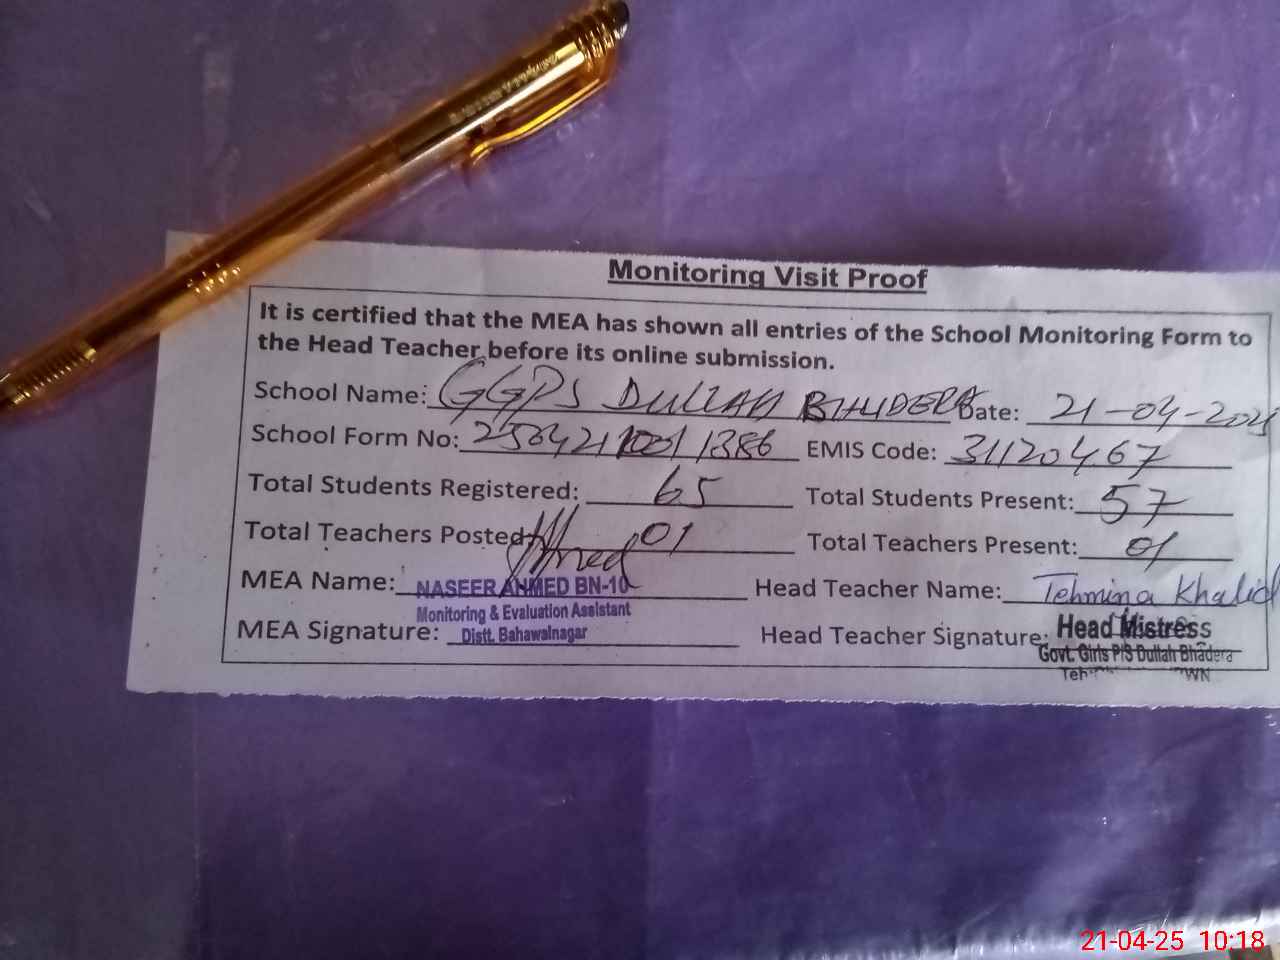 Monitoring Visit Proof
It is certified that the MEA has shown all entries of the School Monitoring Form to
the Head Teacher before its online submission.
School Name: GGPS DULLAH BHUDERA Date: 21-04-2025
School Form No: EMIS Code: 31120467
Total Students Registered: 65 Total Students Present: 57
Total Teachers Posted: 01 Total Teachers Present: 01
MEA Name: NASEER AHMED BN-10 Head Teacher Name: Tehmina Khalid
Monitoring & Evaluation Assistant
MEA Signature: Distt. Bahawalnagar Head Teacher Signature: Head Mistress
Govt. Girls P/S Dullah Bhadera
21-04-25 10:18